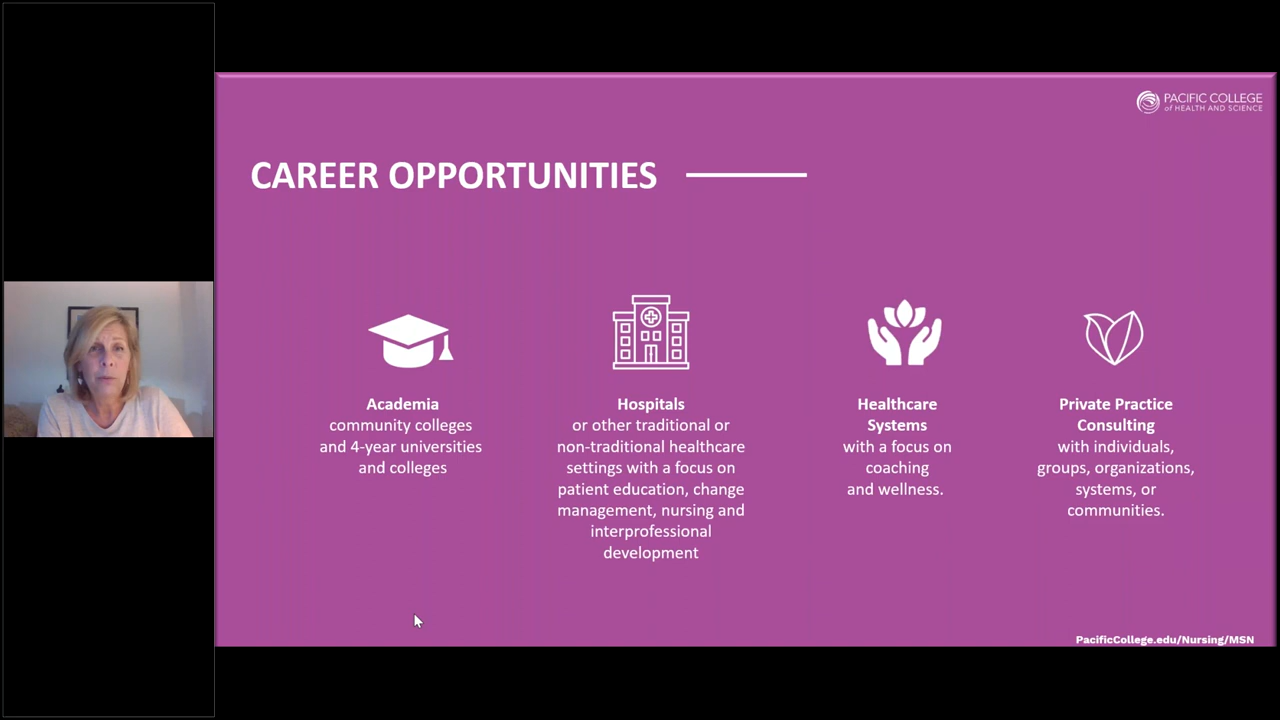 PACIFIC COLLEGE
of HEALTH AND SCIENCE
CAREER OPPORTUNITIES
Academia
community colleges
and 4-year universities
and colleges
Hospitals
or other traditional or
non-traditional healthcare
settings with a focus on
patient education, change
management, nursing and
interprofessional
development
Healthcare
Systems
with a focus on
coaching
and wellness.
Private Practice
Consulting
with individuals,
groups, organizations,
systems, or
communities.
PacificCollege.edu/Nursing/MSN